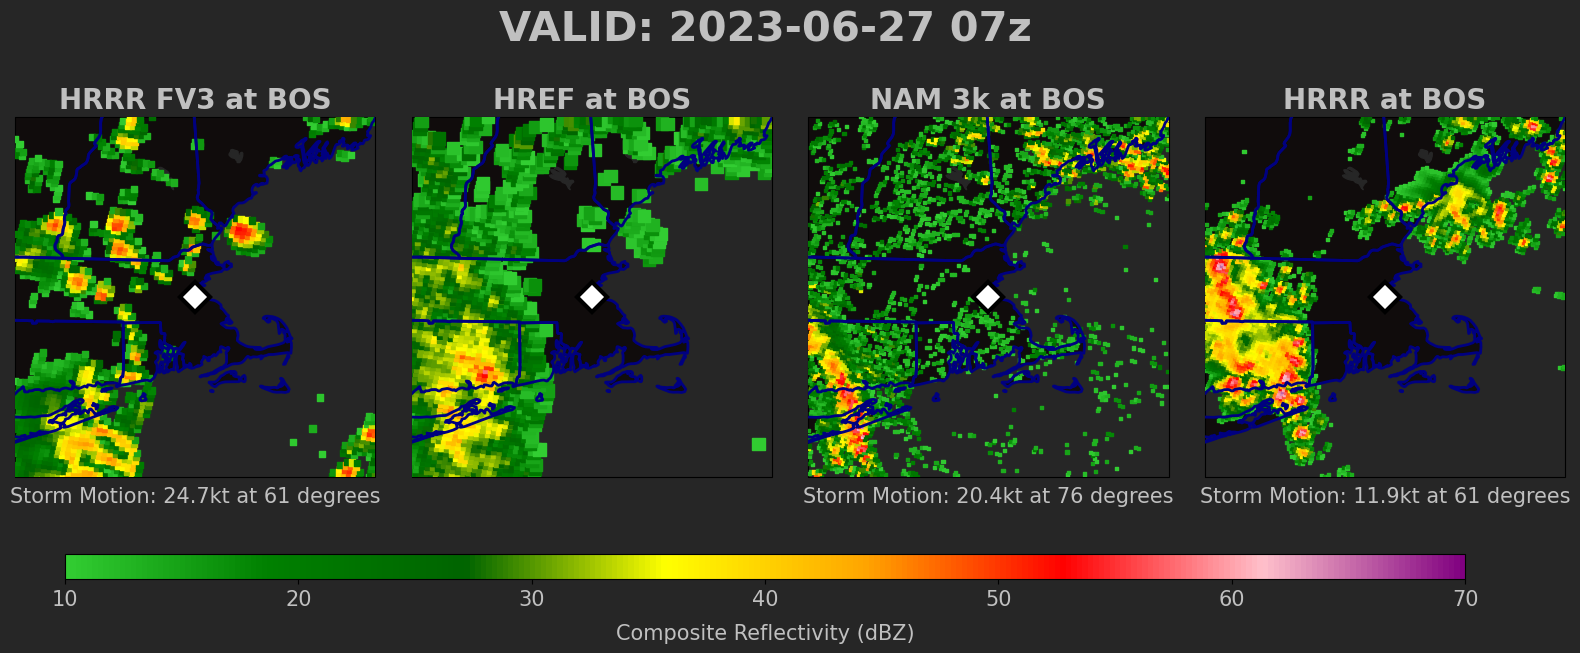 VALID: 2023-06-27 07z
HRRR FV3 at BOS
HREF at BOS
NAM 3k at BOS
HRRR at BOS
Storm Motion: 24.7kt at 61 degrees
Storm Motion: 20.4kt at 76 degrees
Storm Motion: 11.9kt at 61 degrees
10 20 30 40 50 60 70
Composite Reflectivity (dBZ)